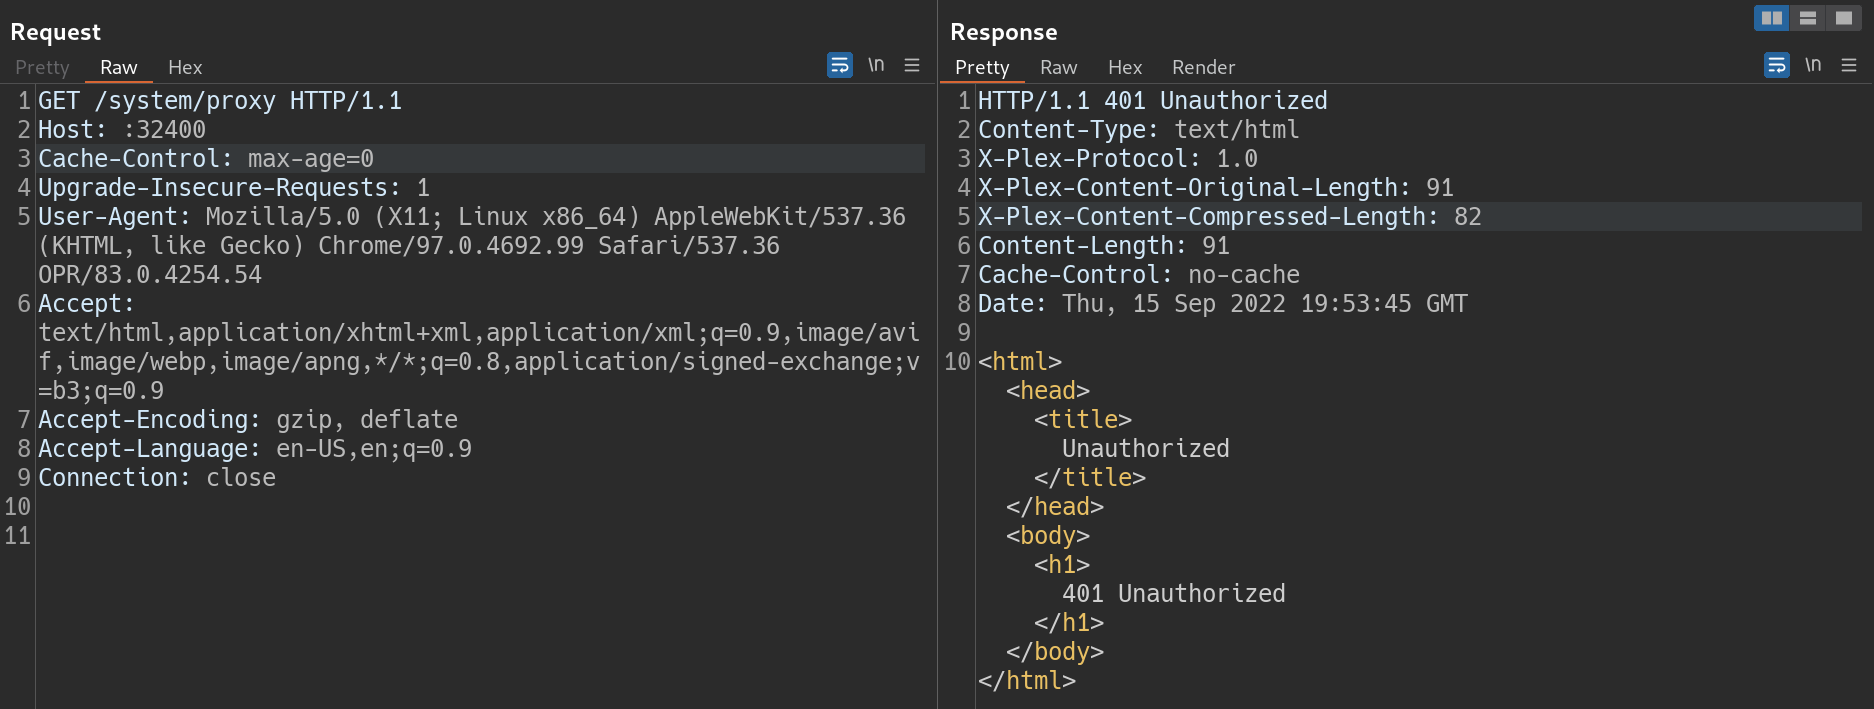 Request
Pretty Raw Hex \n
1 GET /system/proxy HTTP/1.1
2 Host: :32400
3 Cache-Control: max-age=0
4 Upgrade-Insecure-Requests: 1
5 User-Agent: Mozilla/5.0 (X11; Linux x86_64) AppleWebKit/537.36
(KHTML, like Gecko) Chrome/97.0.4692.99 Safari/537.36
OPR/83.0.4254.54
6 Accept:
text/html,application/xhtml+xml,application/xml;q=0.9,image/avi
f,image/webp,image/apng,*/*;q=0.8,application/signed-exchange;v
=b3;q=0.9
7 Accept-Encoding: gzip, deflate
8 Accept-Language: en-US,en;q=0.9
9 Connection: close
10
11
Response
Pretty Raw Hex Render \n
1 HTTP/1.1 401 Unauthorized
2 Content-Type: text/html
3 X-Plex-Protocol: 1.0
4 X-Plex-Content-Original-Length: 91
5 X-Plex-Content-Compressed-Length: 82
6 Content-Length: 91
7 Cache-Control: no-cache
8 Date: Thu, 15 Sep 2022 19:53:45 GMT
9
10 <html>
<head>
<title>
Unauthorized
</title>
</head>
<body>
<h1>
401 Unauthorized
</h1>
</body>
</html>